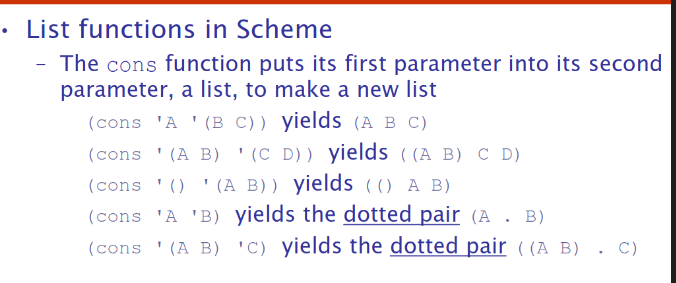 • List functions in Scheme
– The cons function puts its first parameter into its second
parameter, a list, to make a new list
(cons 'A '(B C)) yields (A B C)
(cons '(A B) '(C D)) yields ((A B) C D)
(cons '() '(A B)) yields (() A B)
(cons 'A 'B) yields the dotted pair (A . B)
(cons '(A B) 'C) yields the dotted pair ((A B) . C)